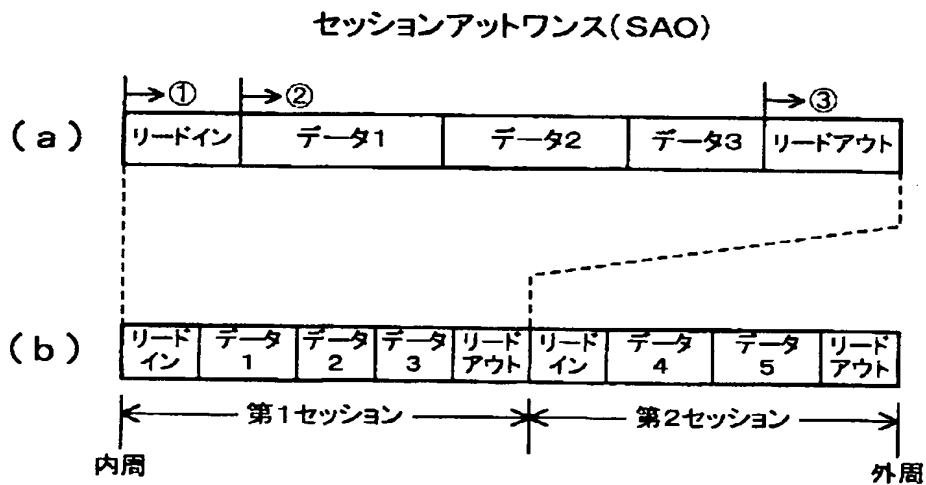 セッションアットワンス(SAO)
① ② ③
(a) リードイン データ1 データ2 データ3 リードアウト
(b) リードイン データ1 データ2 データ3 リードアウト リードイン データ4 データ5 リードアウト
第1セッション 第2セッション
内周 外周